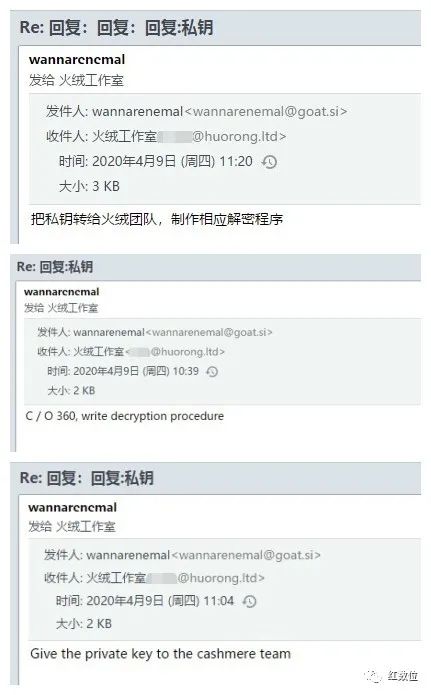 Re: 回复：回复：回复:私钥
wannarenemal
发给 火绒工作室
发件人: wannarenemal<wannarenemal@goat.si>
收件人: 火绒工作室 @huorong.ltd>
时间: 2020年4月9日 (周四) 11:20
大小: 3 KB
把私钥转给火绒团队，制作相应解密程序
Re: 回复:私钥
wannarenemal
发给 火绒工作室
发件人: wannarenemal<wannarenemal@goat.si>
收件人: 火绒工作室< @huorong.ltd>
时间: 2020年4月9日 (周四) 10:39
大小: 2 KB
C / O 360, write decryption procedure
Re: 回复：回复:私钥
wannarenemal
发给 火绒工作室
发件人: wannarenemal<wannarenemal@goat.si>
收件人: 火绒工作室 @huorong.ltd>
时间: 2020年4月9日 (周四) 11:04
大小: 2 KB
Give the private key to the cashmere team
红数位